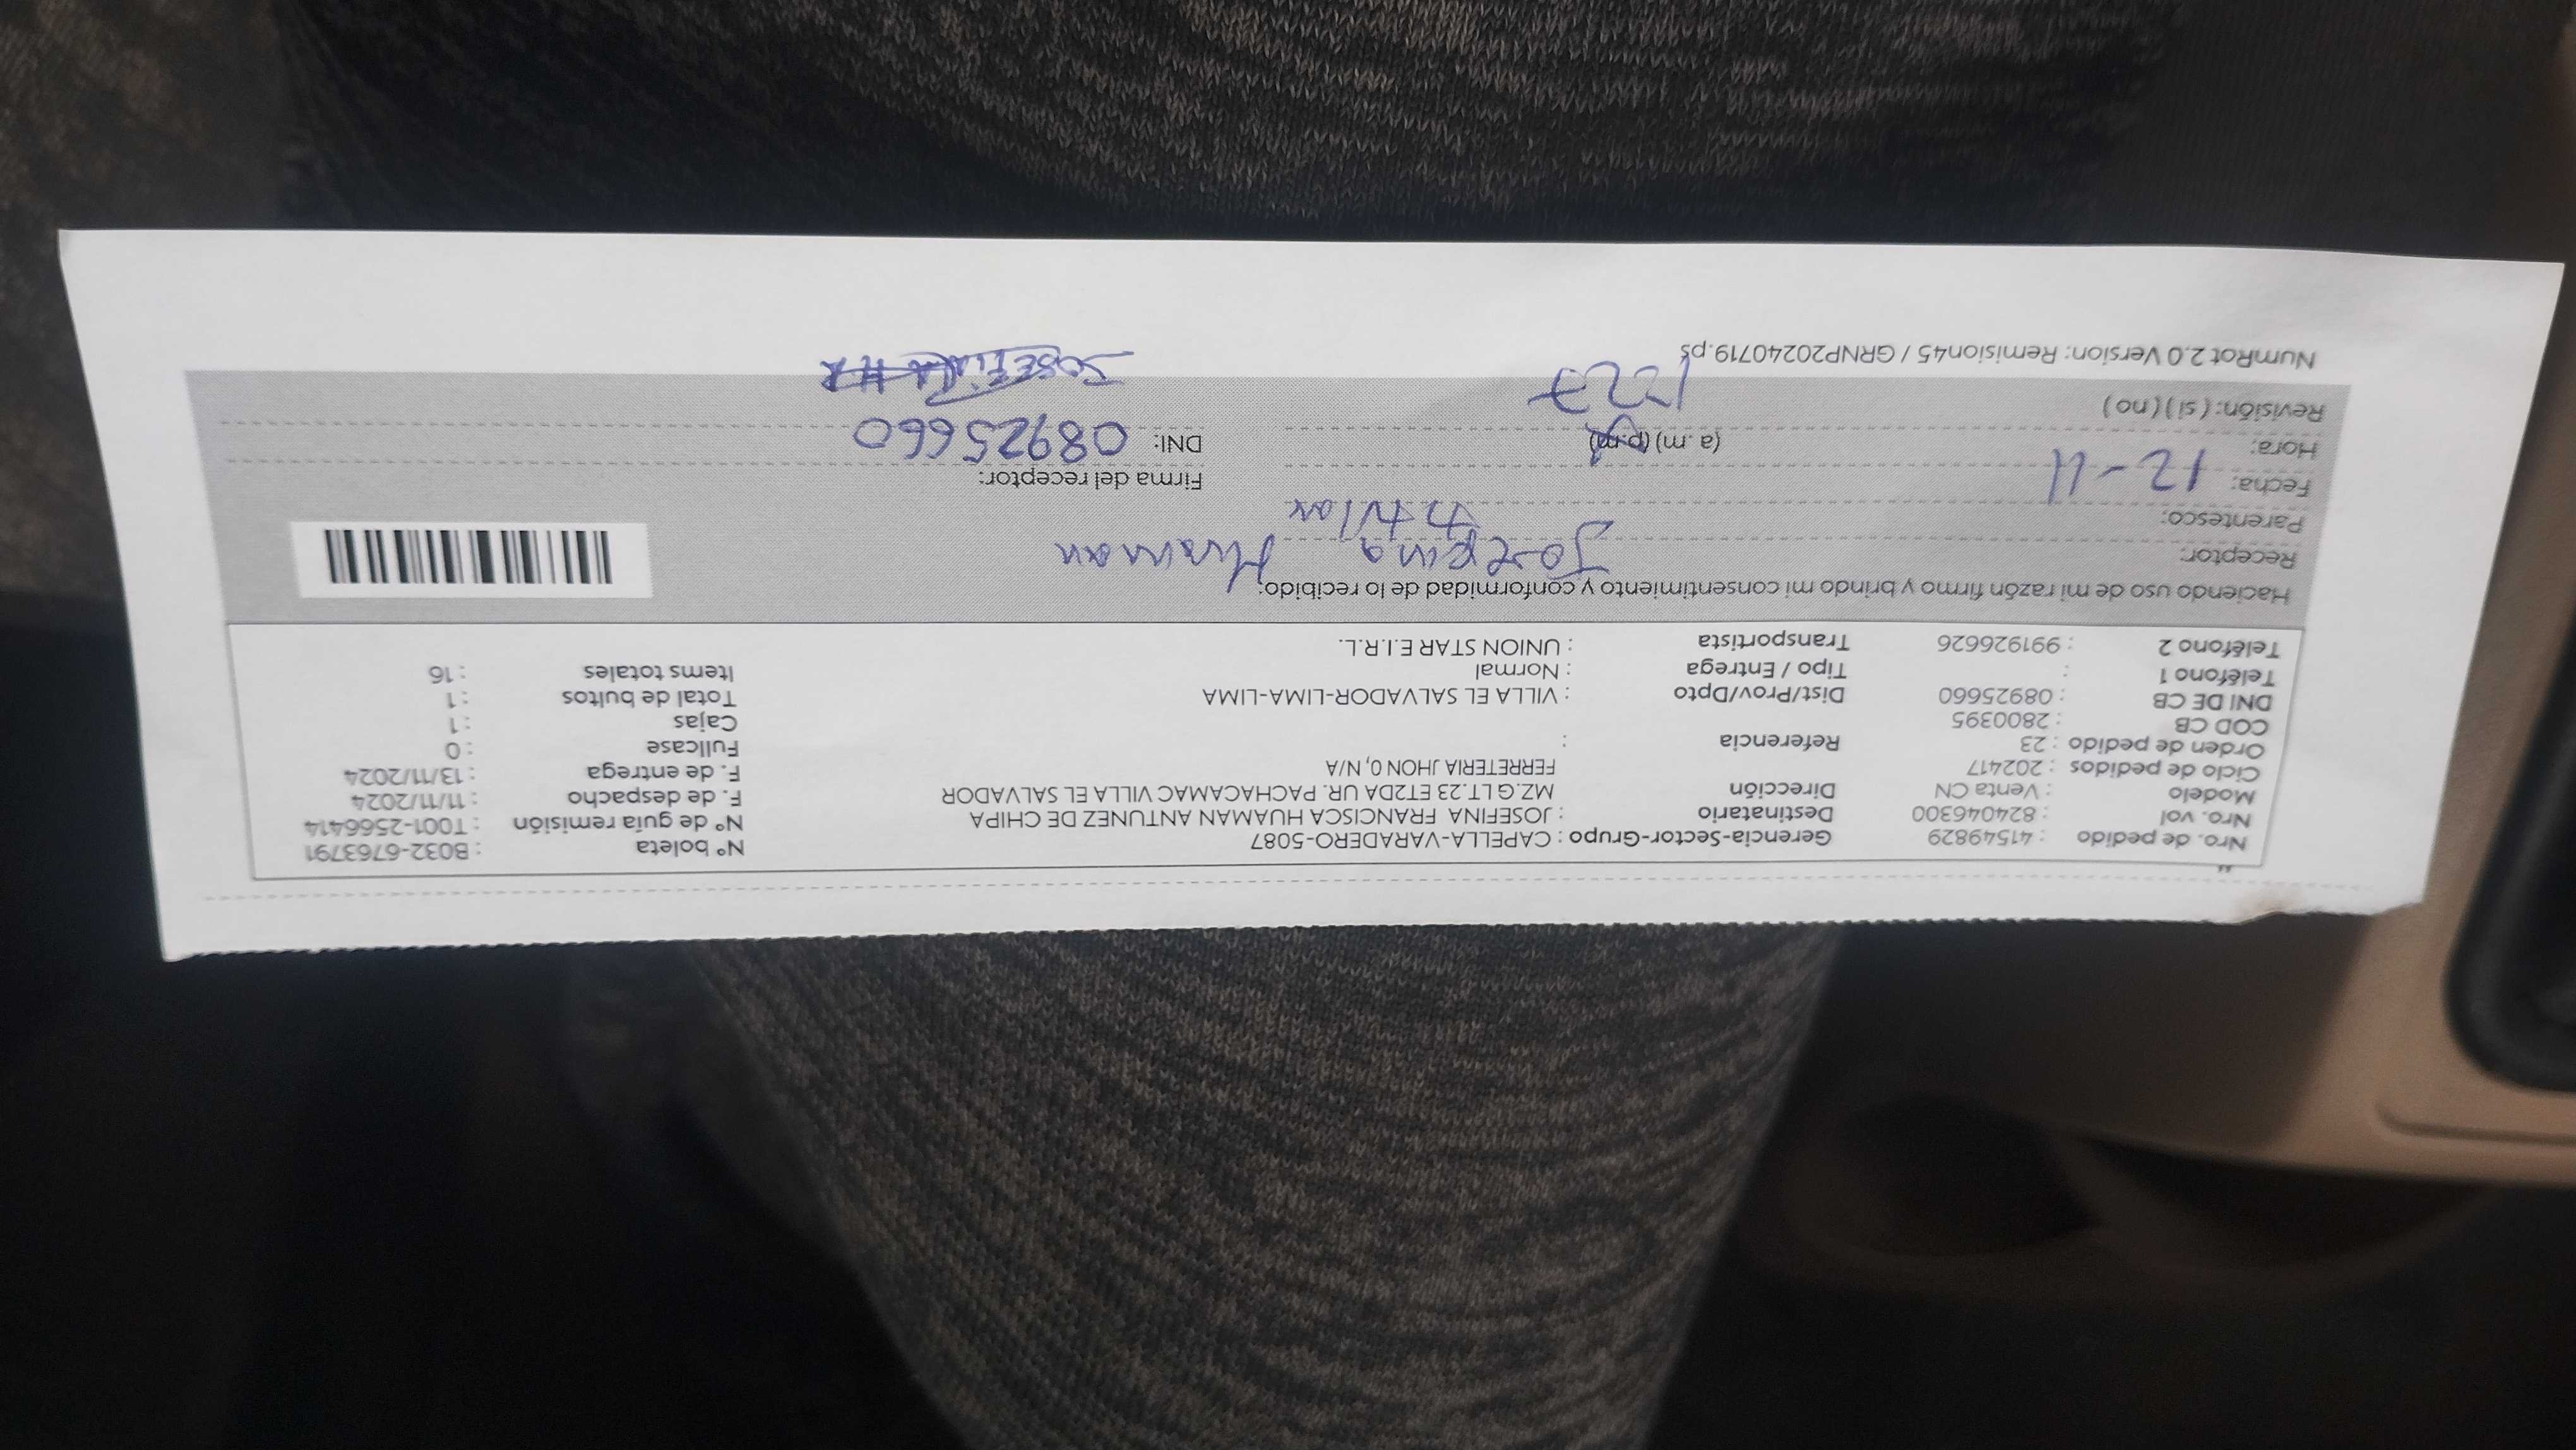 Nro. de pedido : 41549829 Gerencia-Sector-Grupo : CAPELLA-VARADERO-5087 N° boleta : B032-6763791
Nro. vol : 824046300 Destinatario : JOSEFINA FRANCISCA HUAMAN ANTUNEZ DE CHIPA N° de guía remisión : T001-2566414
Modelo : Venta CN Dirección MZ.G LT.23 ET2DA UR. PACHACAMAC VILLA EL SALVADOR F. de despacho : 11/11/2024
Ciclo de pedidos : 202417 FERRETERIA JHON 0, N/A F. de entrega : 13/11/2024
Orden de pedido : 23 Referencia : Fullcase : 0
COD CB : 2800395 Cajas : 1
DNI DE CB : 08925660 Dist/Prov/Dpto : VILLA EL SALVADOR-LIMA-LIMA Total de bultos : 1
Teléfono 1 : Tipo / Entrega : Normal Items totales : 16
Teléfono 2 : 991926626 Transportista : UNION STAR E.I.R.L.
Haciendo uso de mi razón firmo y brindo mi consentimiento y conformidad de lo recibido:
Receptor: Josefina Huaman
Parentesco: titular
Fecha: 12-11 Firma del receptor:
Hora: (a.m) (p.m) DNI: 08925660
Revisión: (si) (no) 1-27
JOSEFINA
NumRot 2.0 Version: Remision45 / GRNP20240719.ps